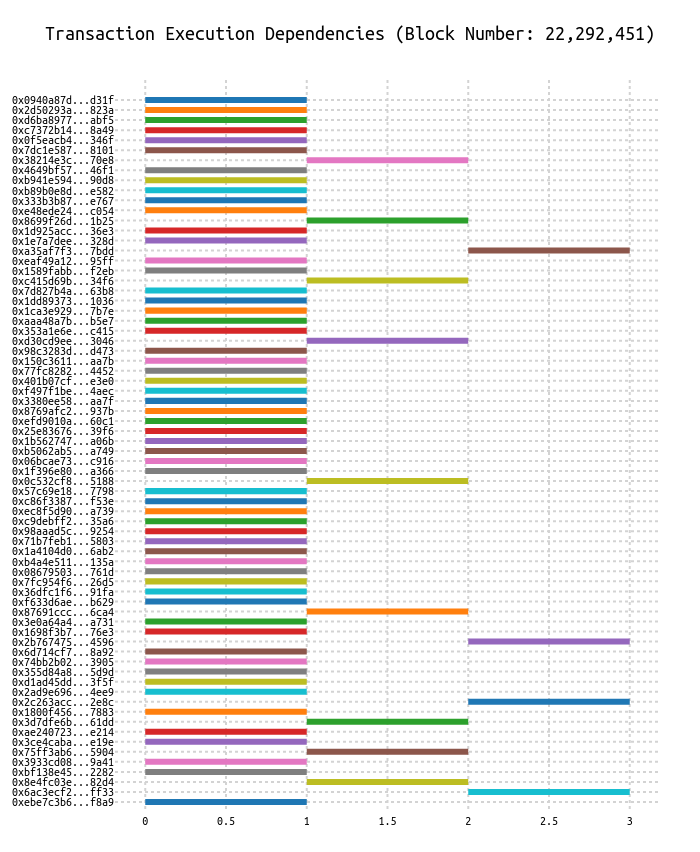 Transaction Execution Dependencies (Block Number: 22,292,451)
0x0940a87d...d31f
0x2d50293a...823a
0xd6ba8977...abf5
0xc7372b14...8a49
0x0f5eacb4...346f
0x7dc1e587...8101
0x38214e3c...70e8
0x4649bf57...46f1
0xb941e594...90d8
0xb89b0e8d...e582
0x333b3b87...e767
0xe48ede24...c054
0x8699f26d...1b25
0x1d925acc...36e3
0x1e7a7dee...328d
0xa35af7f3...7bdd
0xeaf49a12...95ff
0x1589fabb...f2eb
0xc415d69b...34f6
0x7d827b4a...63b8
0x1dd89373...1036
0x1ca3e929...7b7e
0xaaa48a7b...b5e7
0x353a1e6e...c415
0xd30cd9ee...3046
0x98c3283d...d473
0x150c3611...aa7b
0x77fc8282...4452
0x401b07cf...e3e0
0xf497f1be...4aec
0x3380ee58...aa7f
0x8769afc2...937b
0xefd9010a...60c1
0x25e83676...39f6
0x1b562747...a06b
0xb5062ab5...a749
0x06bcae73...c916
0x1f396e80...a366
0x0c532cf8...5188
0x57c69e18...7798
0xc86f3387...f53e
0xec8f5d90...a739
0xc9debff2...35a6
0x98aaad5c...9254
0x71b7feb1...5803
0x1a4104d0...6ab2
0xb4a4e511...135a
0x08679503...761d
0x7fc954f6...26d5
0x36dfc1f6...91fa
0xf633d6ae...b629
0x87691ccc...6ca4
0x3e0a64a4...a731
0x1698f3b7...76e3
0x2b767475...4596
0x6d714cf7...8a92
0x74bb2b02...3905
0x355d84a8...5d9d
0xd1ad45dd...3f5f
0x2ad9e696...4ee9
0x2c263acc...2e8c
0x1800f456...7883
0x3d7dfe6b...61dd
0xae240723...e214
0x3ce4caba...e19e
0x75ff3ab6...5904
0x3933cd08...9a41
0xbf138e45...2282
0x8e4fc03e...82d4
0x6ac3ecf2...ff33
0xebe7c3b6...f8a9
0 0.5 1 1.5 2 2.5 3